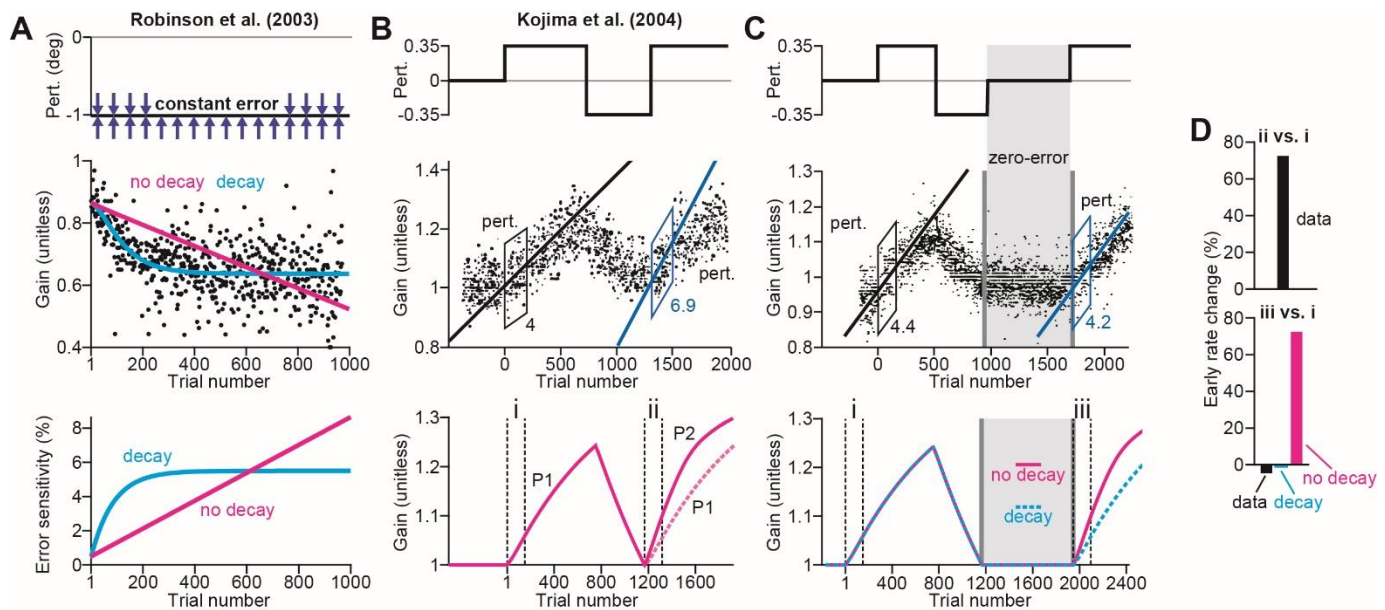 A
Robinson et al. (2003)
Pert. (deg)
0
-1
constant error
Gain (unitless)
1
0.8
0.6
0.4
no decay decay
1 200 400 600 800 1000
Trial number
Error sensitivity (%)
8
6
4
2
0
decay
no decay
1 200 400 600 800 1000
Trial number
B
Kojima et al. (2004)
Pert.
0.35
0
-0.35
Gain (unitless)
1.4
1.2
1.0
0.8
pert.
4
pert.
6.9
0 500 1000 1500 2000
Trial number
Gain (unitless)
1.3
1.2
1.1
1
i
ii
P1
P2
P1
1 400 800 1200 1600
Trial number
C
Pert.
0.35
0
-0.35
zero-error
Gain (unitless)
1.3
1.2
1.1
1.0
0.9
0.8
pert.
4.4
pert.
4.2
0 500 1000 1500 2000
Trial number
Gain (unitless)
1.3
1.2
1.1
1
i
iii
no decay
decay
1 400 800 1200 1600 2000 2400
Trial number
D
Early rate change (%)
ii vs. i
80
60
40
20
0
data
iii vs. i
80
60
40
20
0
no decay
data decay